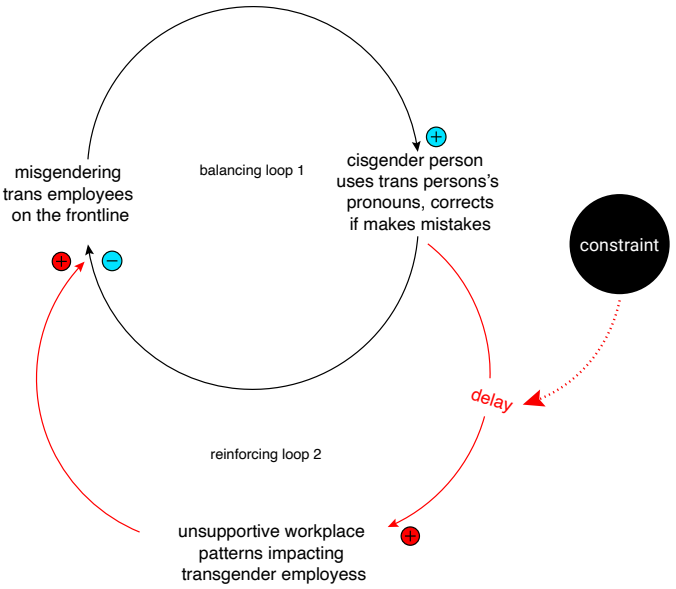 +
cisgender person
uses trans persons's
pronouns, corrects
if makes mistakes
balancing loop 1
misgendering
trans employees
on the frontline
+
−
constraint
delay
reinforcing loop 2
unsupportive workplace
patterns impacting
transgender employess
+